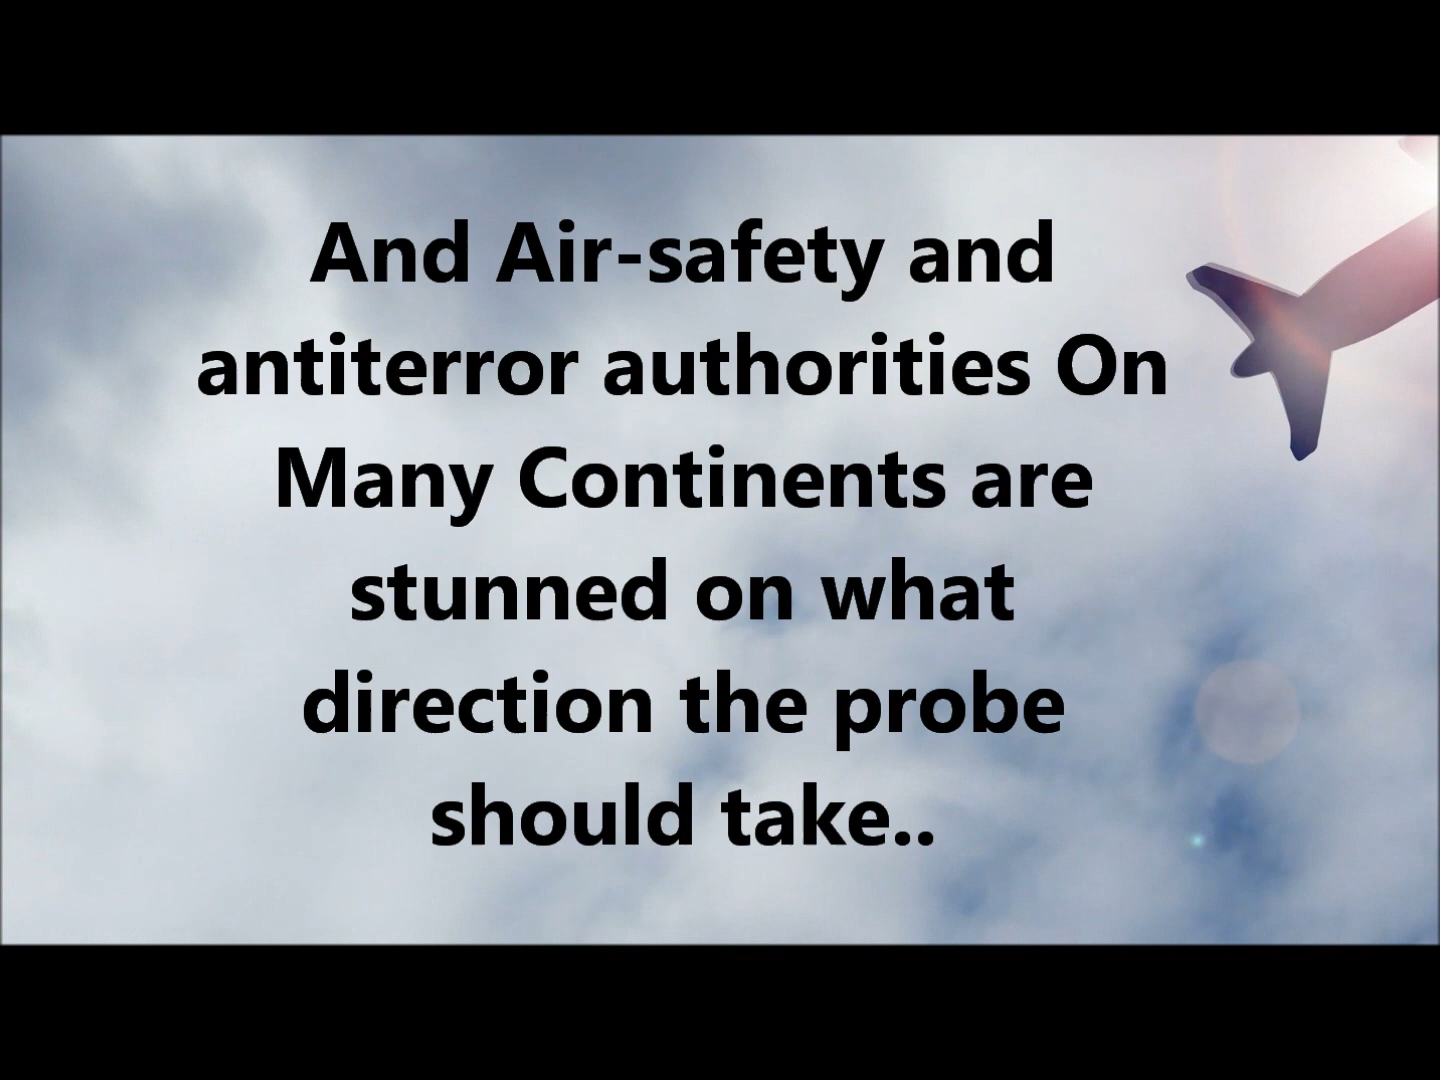 And Air-safety and
antiterror authorities On
Many Continents are
stunned on what
direction the probe
should take..